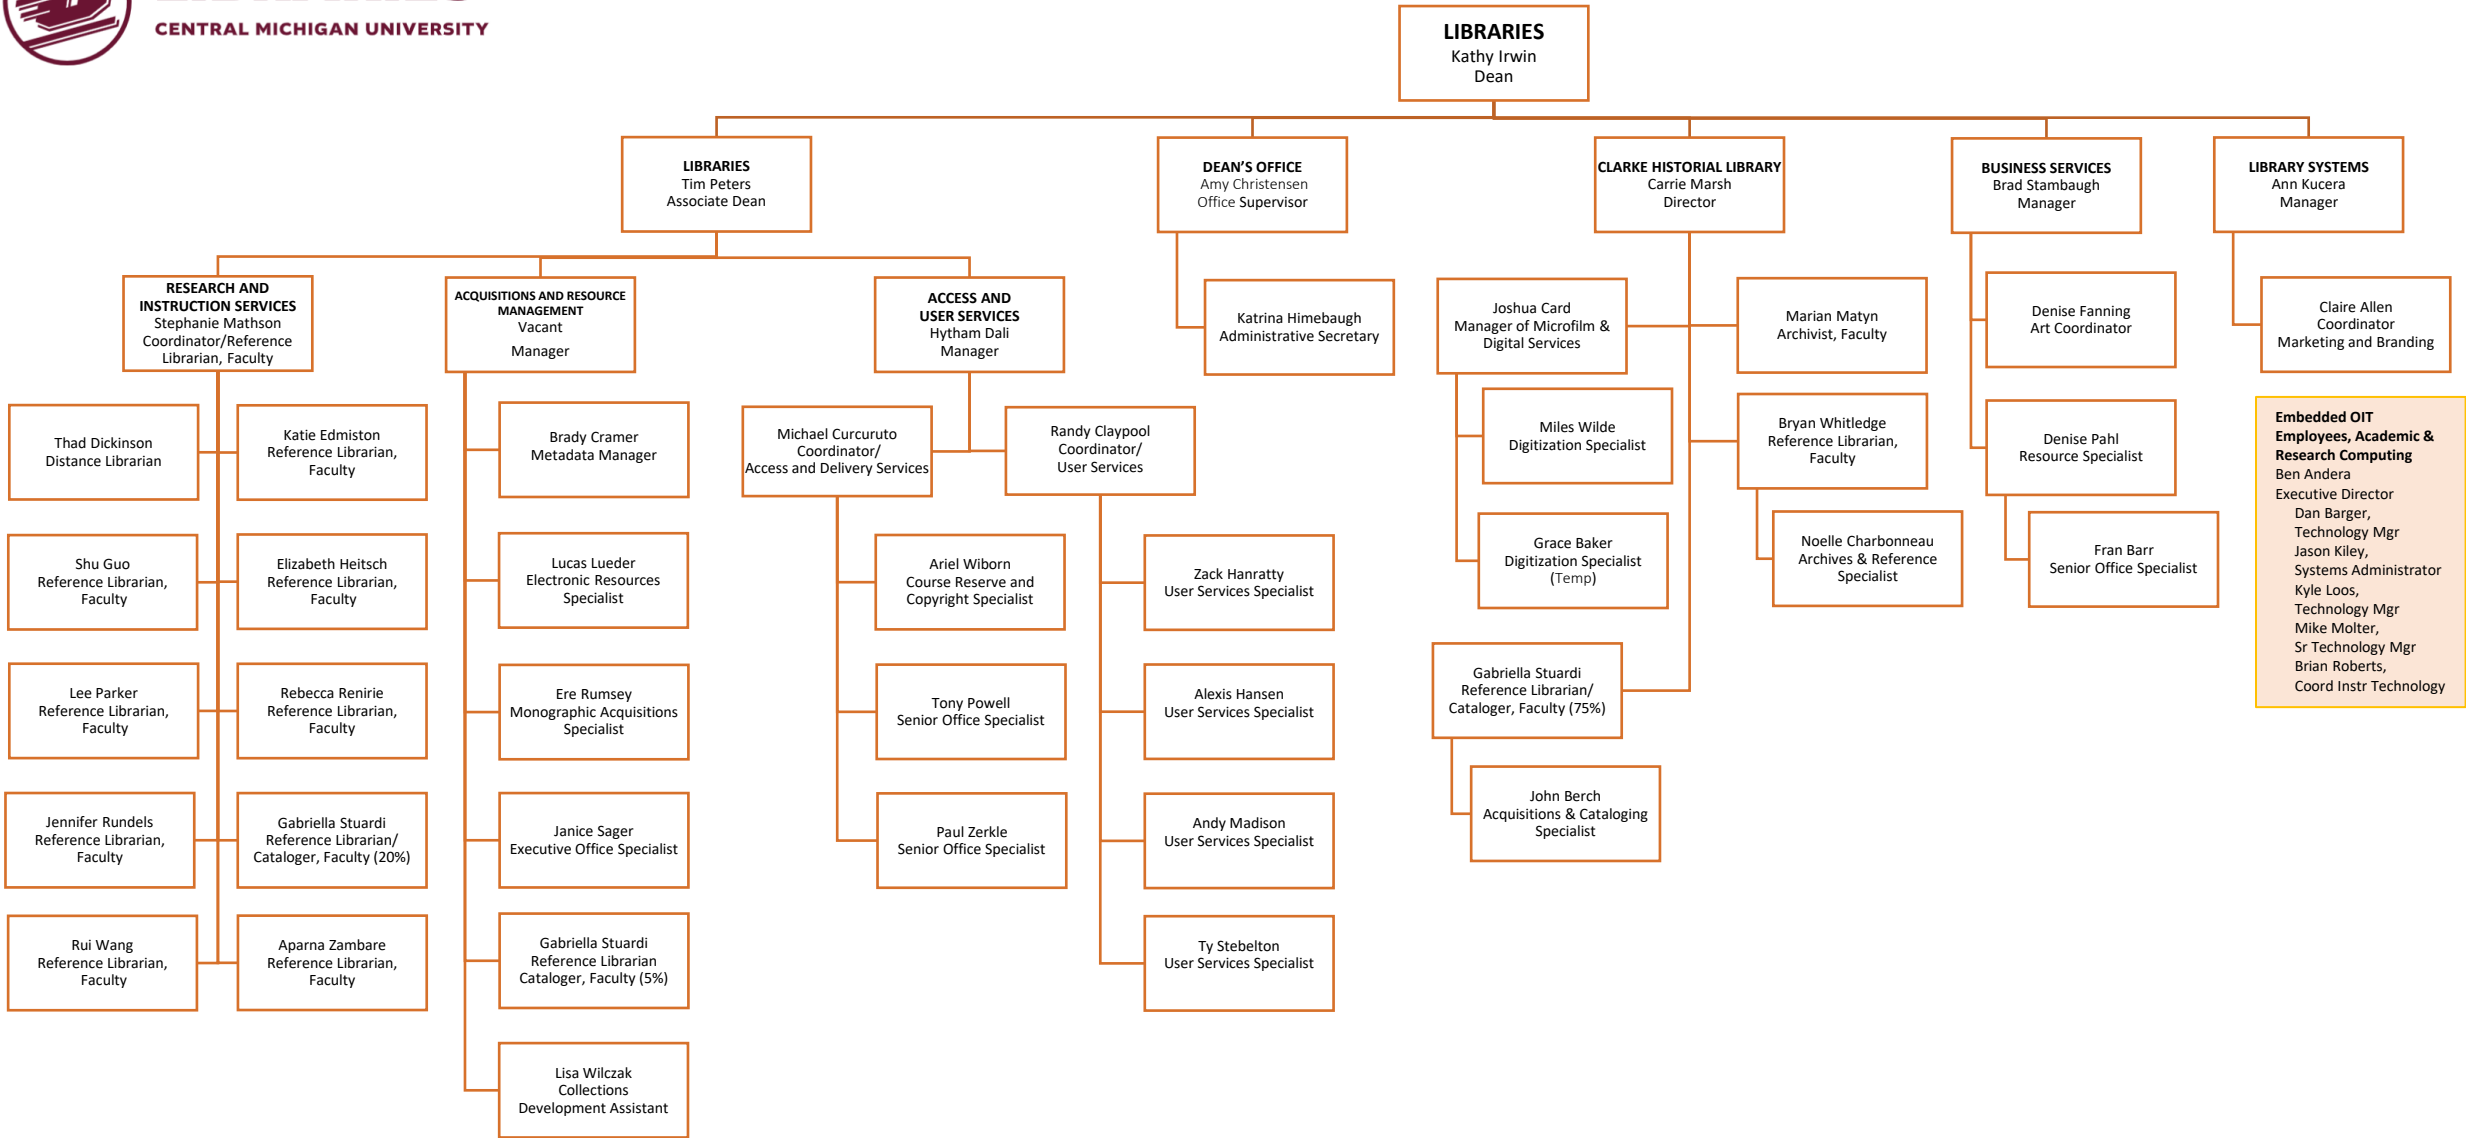 CENTRAL MICHIGAN UNIVERSITY
LIBRARIES
Kathy Irwin
Dean
LIBRARIES
Tim Peters
Associate Dean
DEAN’S OFFICE
Amy Christensen
Office Supervisor
CLARKE HISTORIAL LIBRARY
Carrie Marsh
Director
BUSINESS SERVICES
Brad Stambaugh
Manager
LIBRARY SYSTEMS
Ann Kucera
Manager
RESEARCH AND
INSTRUCTION SERVICES
Stephanie Mathson
Coordinator/Reference
Librarian, Faculty
ACQUISITIONS AND RESOURCE
MANAGEMENT
Vacant
Manager
ACCESS AND
USER SERVICES
Hytham Dali
Manager
Katrina Himebaugh
Administrative Secretary
Joshua Card
Manager of Microfilm &
Digital Services
Marian Matyn
Archivist, Faculty
Denise Fanning
Art Coordinator
Claire Allen
Coordinator
Marketing and Branding
Thad Dickinson
Distance Librarian
Katie Edmiston
Reference Librarian,
Faculty
Brady Cramer
Metadata Manager
Michael Curcuruto
Coordinator/
Access and Delivery Services
Randy Claypool
Coordinator/
User Services
Miles Wilde
Digitization Specialist
Bryan Whitledge
Reference Librarian,
Faculty
Denise Pahl
Resource Specialist
Embedded OIT
Employees, Academic &
Research Computing
Ben Andera
Executive Director
Dan Barger,
Technology Mgr
Jason Kiley,
Systems Administrator
Kyle Loos,
Technology Mgr
Mike Molter,
Sr Technology Mgr
Brian Roberts,
Coord Instr Technology
Shu Guo
Reference Librarian,
Faculty
Elizabeth Heitsch
Reference Librarian,
Faculty
Lucas Lueder
Electronic Resources
Specialist
Ariel Wiborn
Course Reserve and
Copyright Specialist
Zack Hanratty
User Services Specialist
Grace Baker
Digitization Specialist
(Temp)
Noelle Charbonneau
Archives & Reference
Specialist
Fran Barr
Senior Office Specialist
Lee Parker
Reference Librarian,
Faculty
Rebecca Renirie
Reference Librarian,
Faculty
Ere Rumsey
Monographic Acquisitions
Specialist
Tony Powell
Senior Office Specialist
Alexis Hansen
User Services Specialist
Gabriella Stuardi
Reference Librarian/
Cataloger, Faculty (75%)
Jennifer Rundels
Reference Librarian,
Faculty
Gabriella Stuardi
Reference Librarian/
Cataloger, Faculty (20%)
Janice Sager
Executive Office Specialist
Paul Zerkle
Senior Office Specialist
Andy Madison
User Services Specialist
John Berch
Acquisitions & Cataloging
Specialist
Rui Wang
Reference Librarian,
Faculty
Aparna Zambare
Reference Librarian,
Faculty
Gabriella Stuardi
Reference Librarian
Cataloger, Faculty (5%)
Ty Stebelton
User Services Specialist
Lisa Wilczak
Collections
Development Assistant